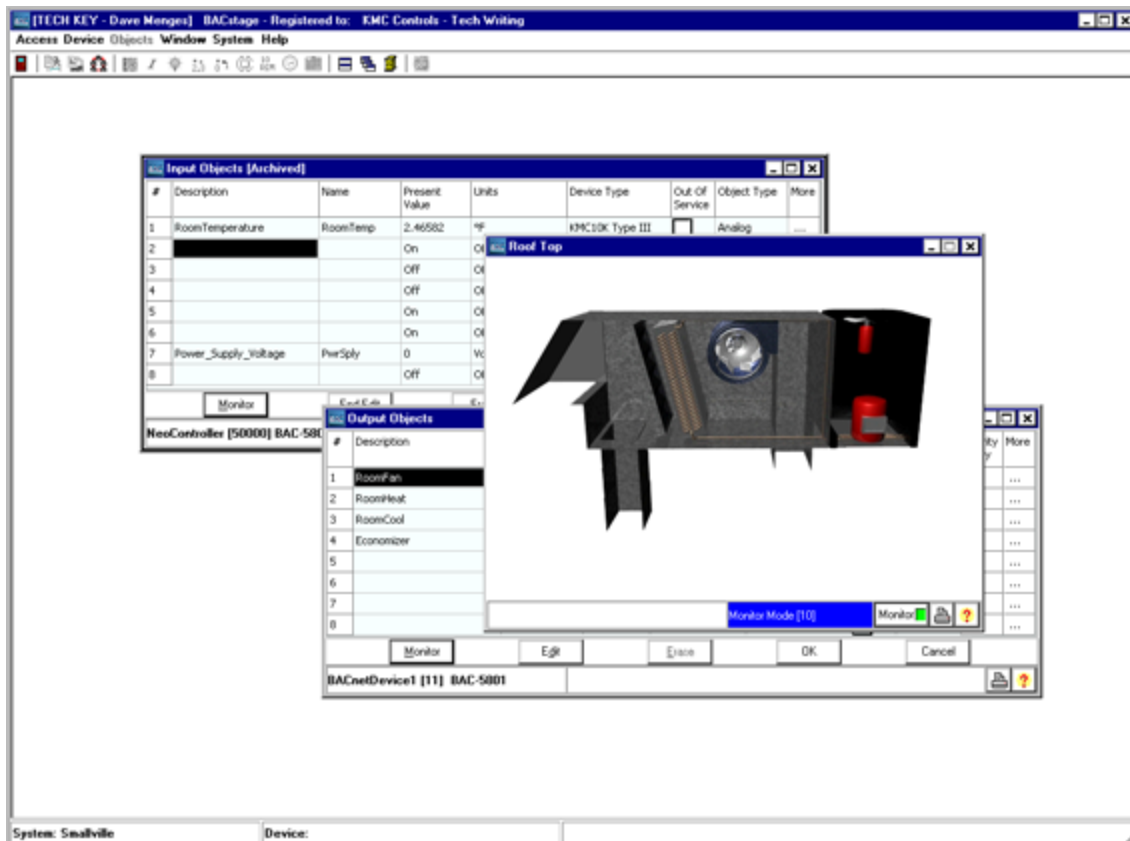 [TECH KEY - Dave Menges] BACstage - Registered to: KMC Controls - Tech Writing
Access Device Objects Window System Help
Input Objects [Archived]
# Description Name Present Value Units Device Type Out Of Service Object Type More
1 RoomTemperature RoomTemp 2.46582 °F KMC10K Type III Analog ...
2 On
3 Off
4 Off
5 On
6 On
7 Power_Supply_Voltage PwrSply 0
8 Off
Monitor End Edit
NeoController [50000]
Roof Top
Monitor Mode [10] Monitor ?
Output Objects
# Description More
1 RoomFan ...
2 RoomHeat ...
3 RoomCool ...
4 Economizer ...
5 ...
6 ...
7 ...
8 ...
Monitor Edit Erase OK Cancel
BACnetDevice1 [11] BAC-5801 ?
System: Smallville Device: